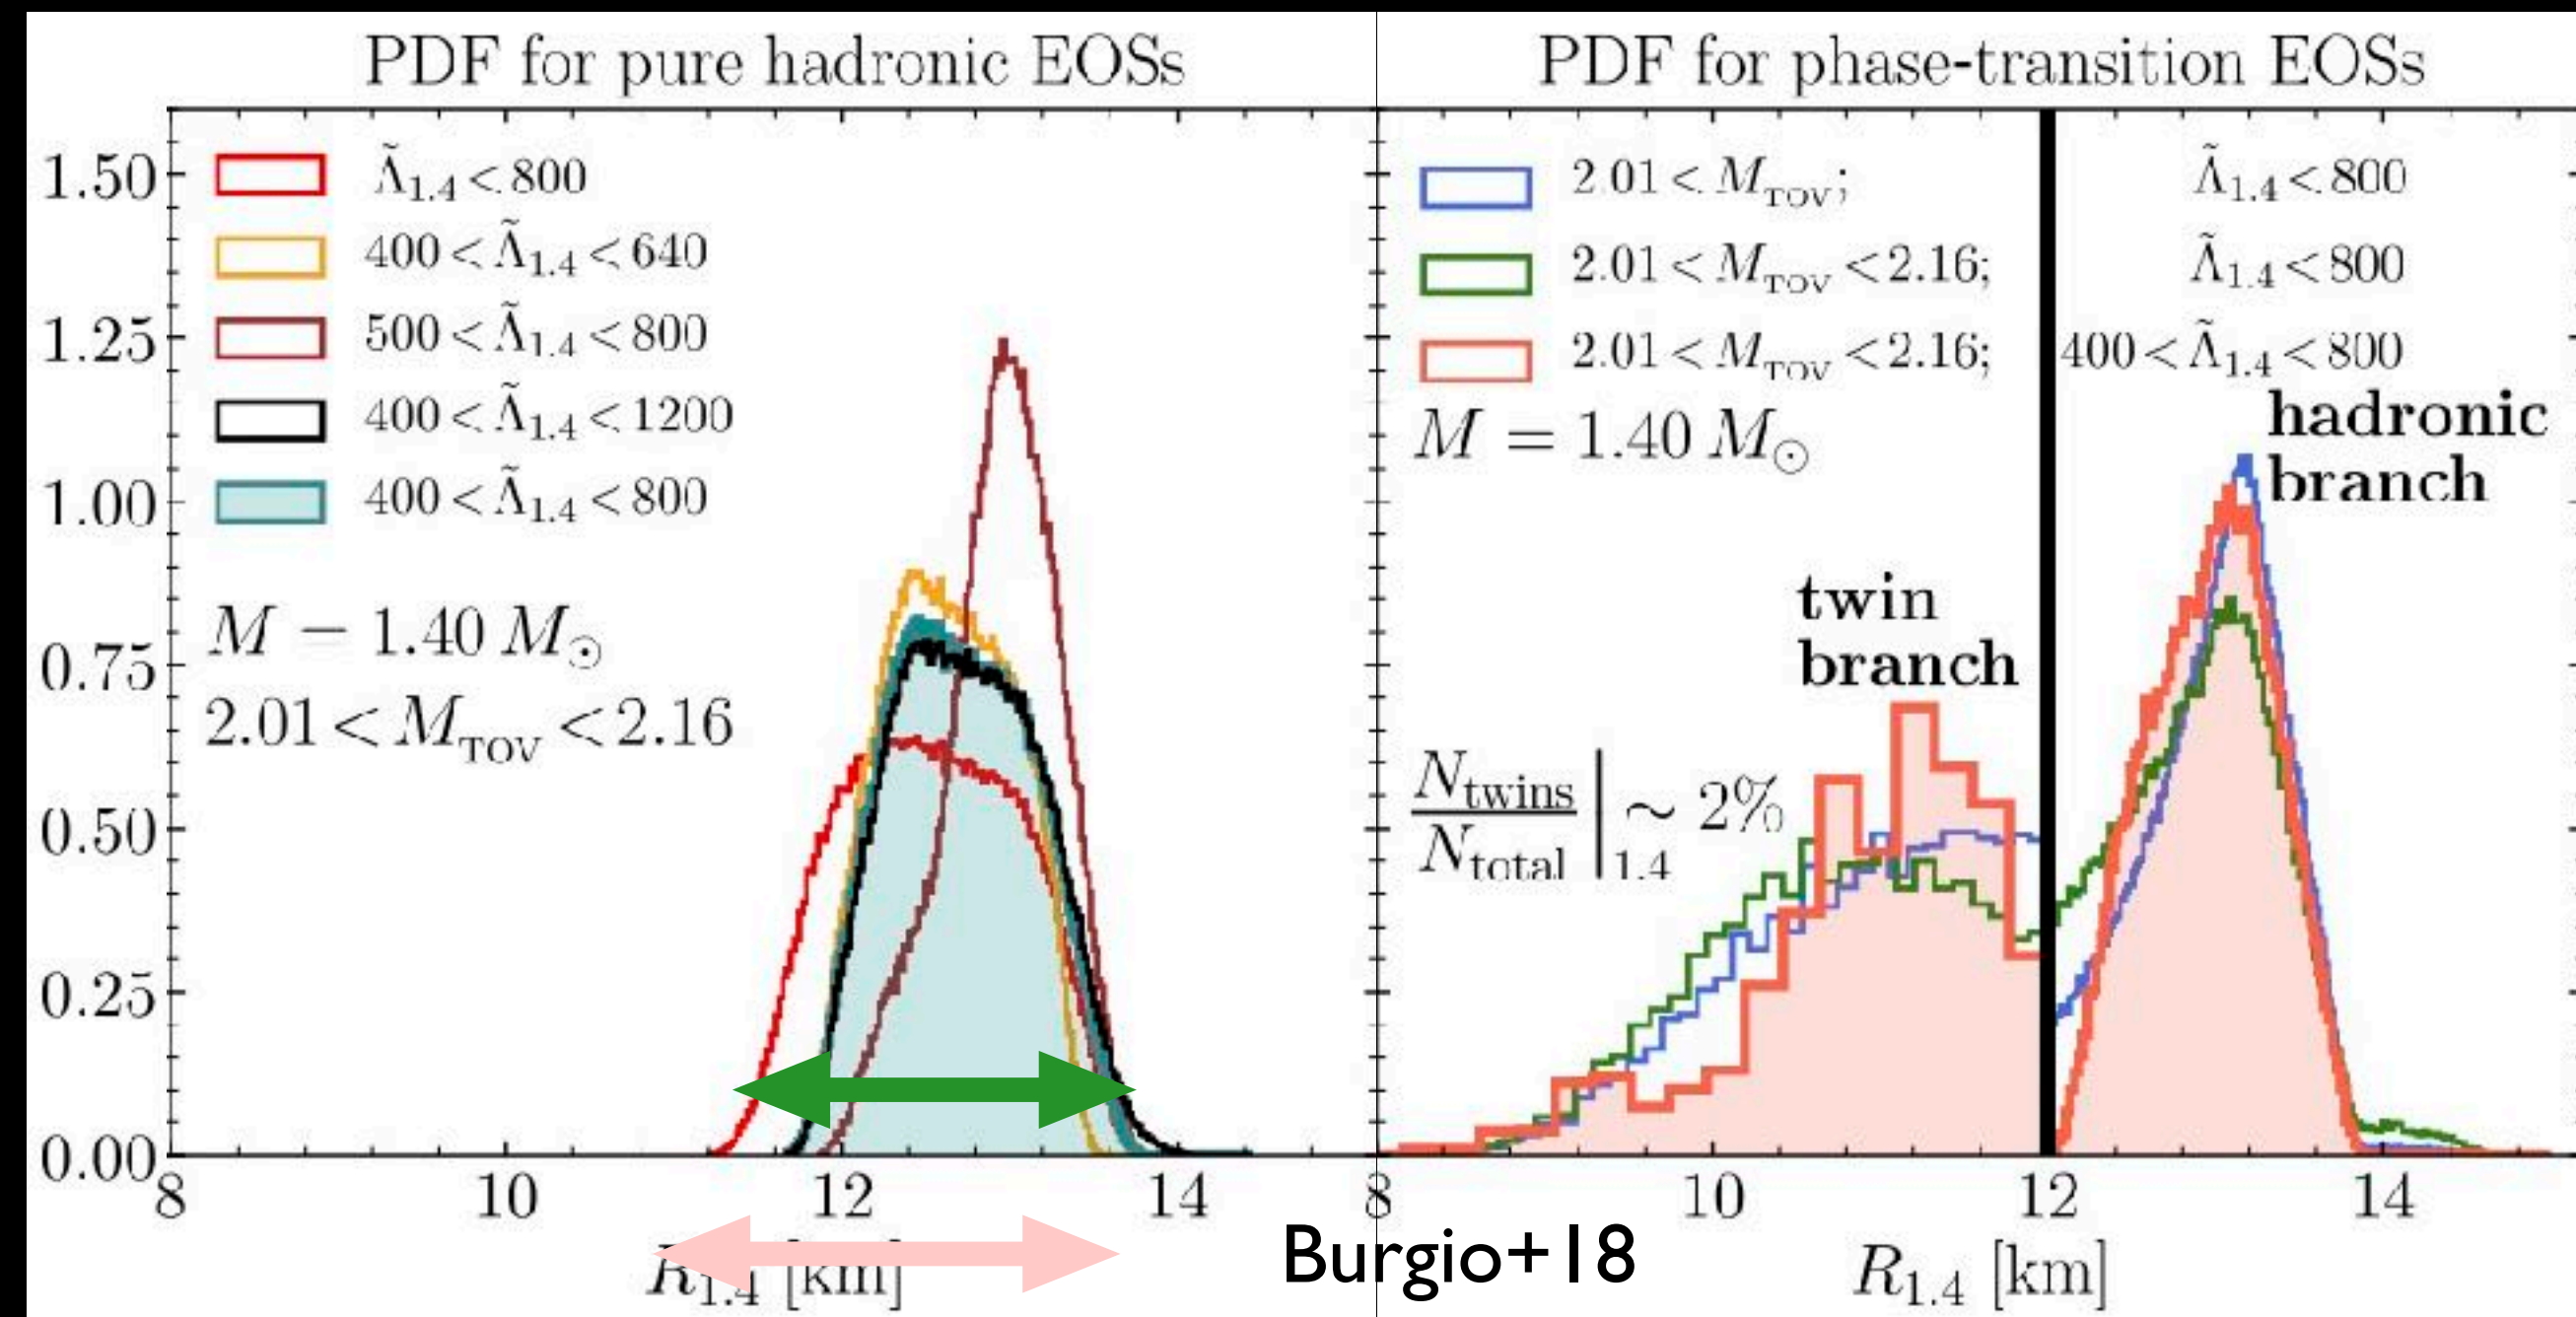 PDF for pure hadronic EOSs
1.50
1.25
1.00
0.75
0.50
0.25
0.00
Λ̃1.4 < 800
400 < Λ̃1.4 < 640
500 < Λ̃1.4 < 800
400 < Λ̃1.4 < 1200
400 < Λ̃1.4 < 800
M − 1.40 M⊙
2.01 < MTOV < 2.16
8 10 12 14
R1.4 [km]
PDF for phase-transition EOSs
2.01 < MTOV; Λ̃1.4 < 800
2.01 < MTOV < 2.16; Λ̃1.4 < 800
2.01 < MTOV < 2.16; 400 < Λ̃1.4 < 800
M = 1.40 M⊙
hadronic
branch
twin
branch
Ntwins
Ntotal |1.4 ∼ 2%
8 10 12 14
R1.4 [km]
Burgio+18